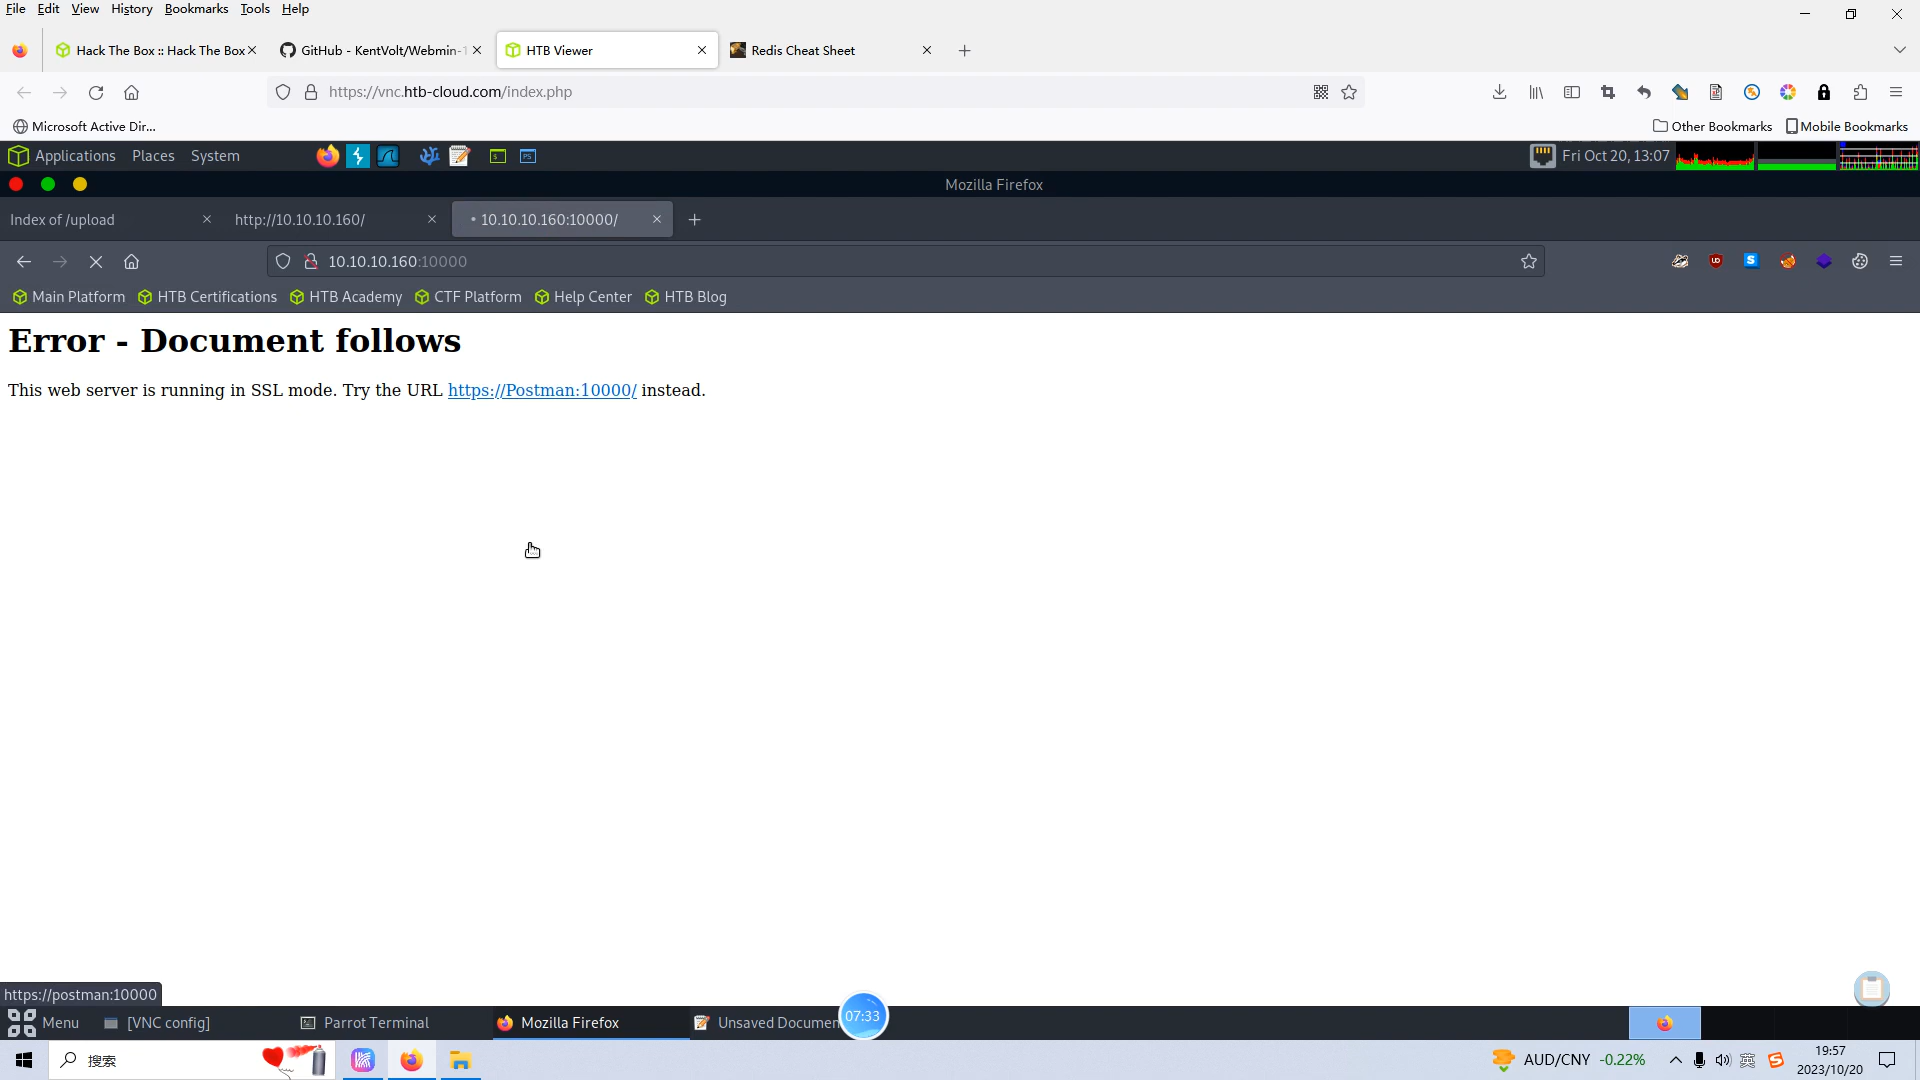 File Edit View History Bookmarks Tools Help
Hack The Box :: Hack The Box
GitHub - KentVolt/Webmin-1
HTB Viewer
Redis Cheat Sheet
https://vnc.htb-cloud.com/index.php
Microsoft Active Dir...
Other Bookmarks
Mobile Bookmarks
Applications Places System
Fri Oct 20, 13:07
Mozilla Firefox
Index of /upload
http://10.10.10.160/
10.10.10.160:10000/
10.10.10.160:10000
Main Platform
HTB Certifications
HTB Academy
CTF Platform
Help Center
HTB Blog
Error - Document follows
This web server is running in SSL mode. Try the URL https://Postman:10000/ instead.
https://postman:10000
Menu
[VNC config]
Parrot Terminal
Mozilla Firefox
Unsaved Documen
07:33
搜索
AUD/CNY -0.22%
英
19:57
2023/10/20